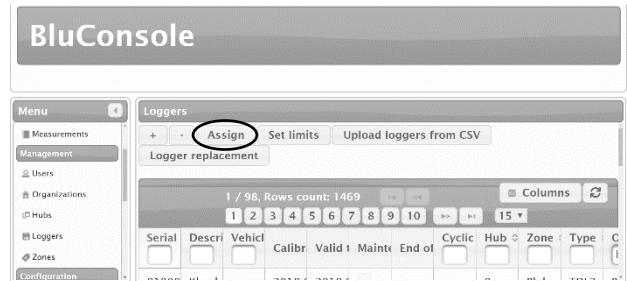 BluConsole
Menu
Measurements
Management
Users
Organizations
Hubs
Loggers
Zones
Configuration
Loggers
+ - Assign Set limits Upload loggers from CSV
Logger replacement
1 / 98, Rows count: 1469
Columns
1 2 3 4 5 6 7 8 9 10 15
Serial Descri Vehicl Calibr Valid t Mainte End of Cyclic Hub Zone Type